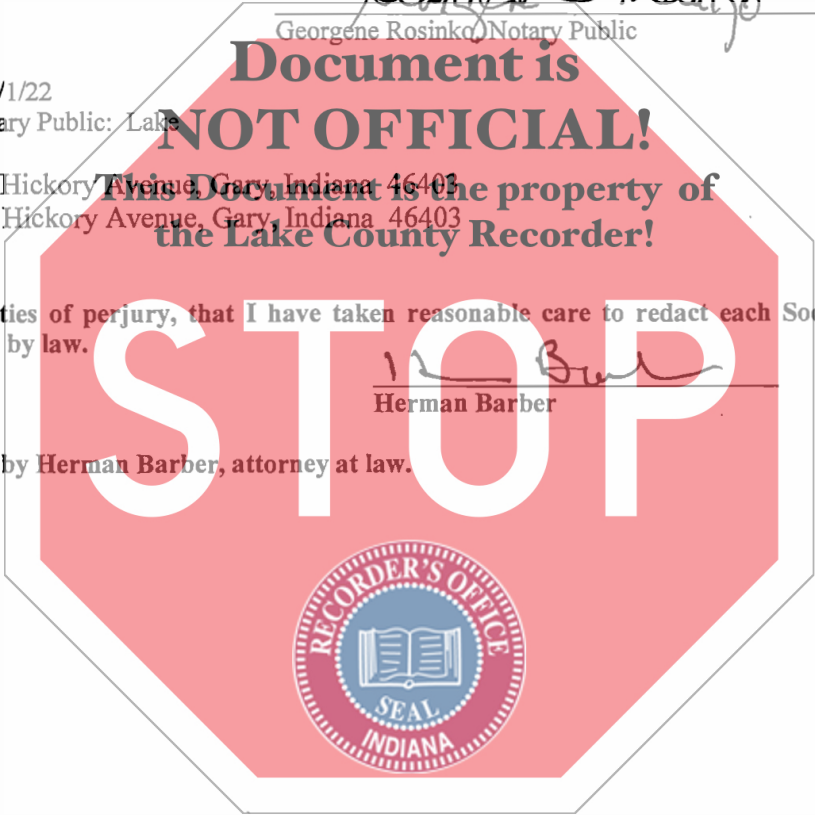 Georgene Rosinko, Notary Public
Document is
/1/22
ary Public: Lake
NOT OFFICIAL!
Hickory Avenue, Gary, Indiana 46403
This Document is the property of
Hickory Avenue, Gary, Indiana 46403
the Lake County Recorder!
ties of perjury, that I have taken reasonable care to redact each Soc
by law.
Herman Barber
by Herman Barber, attorney at law.
STOP
RECORDER'S OFFICE
SEAL
INDIANA